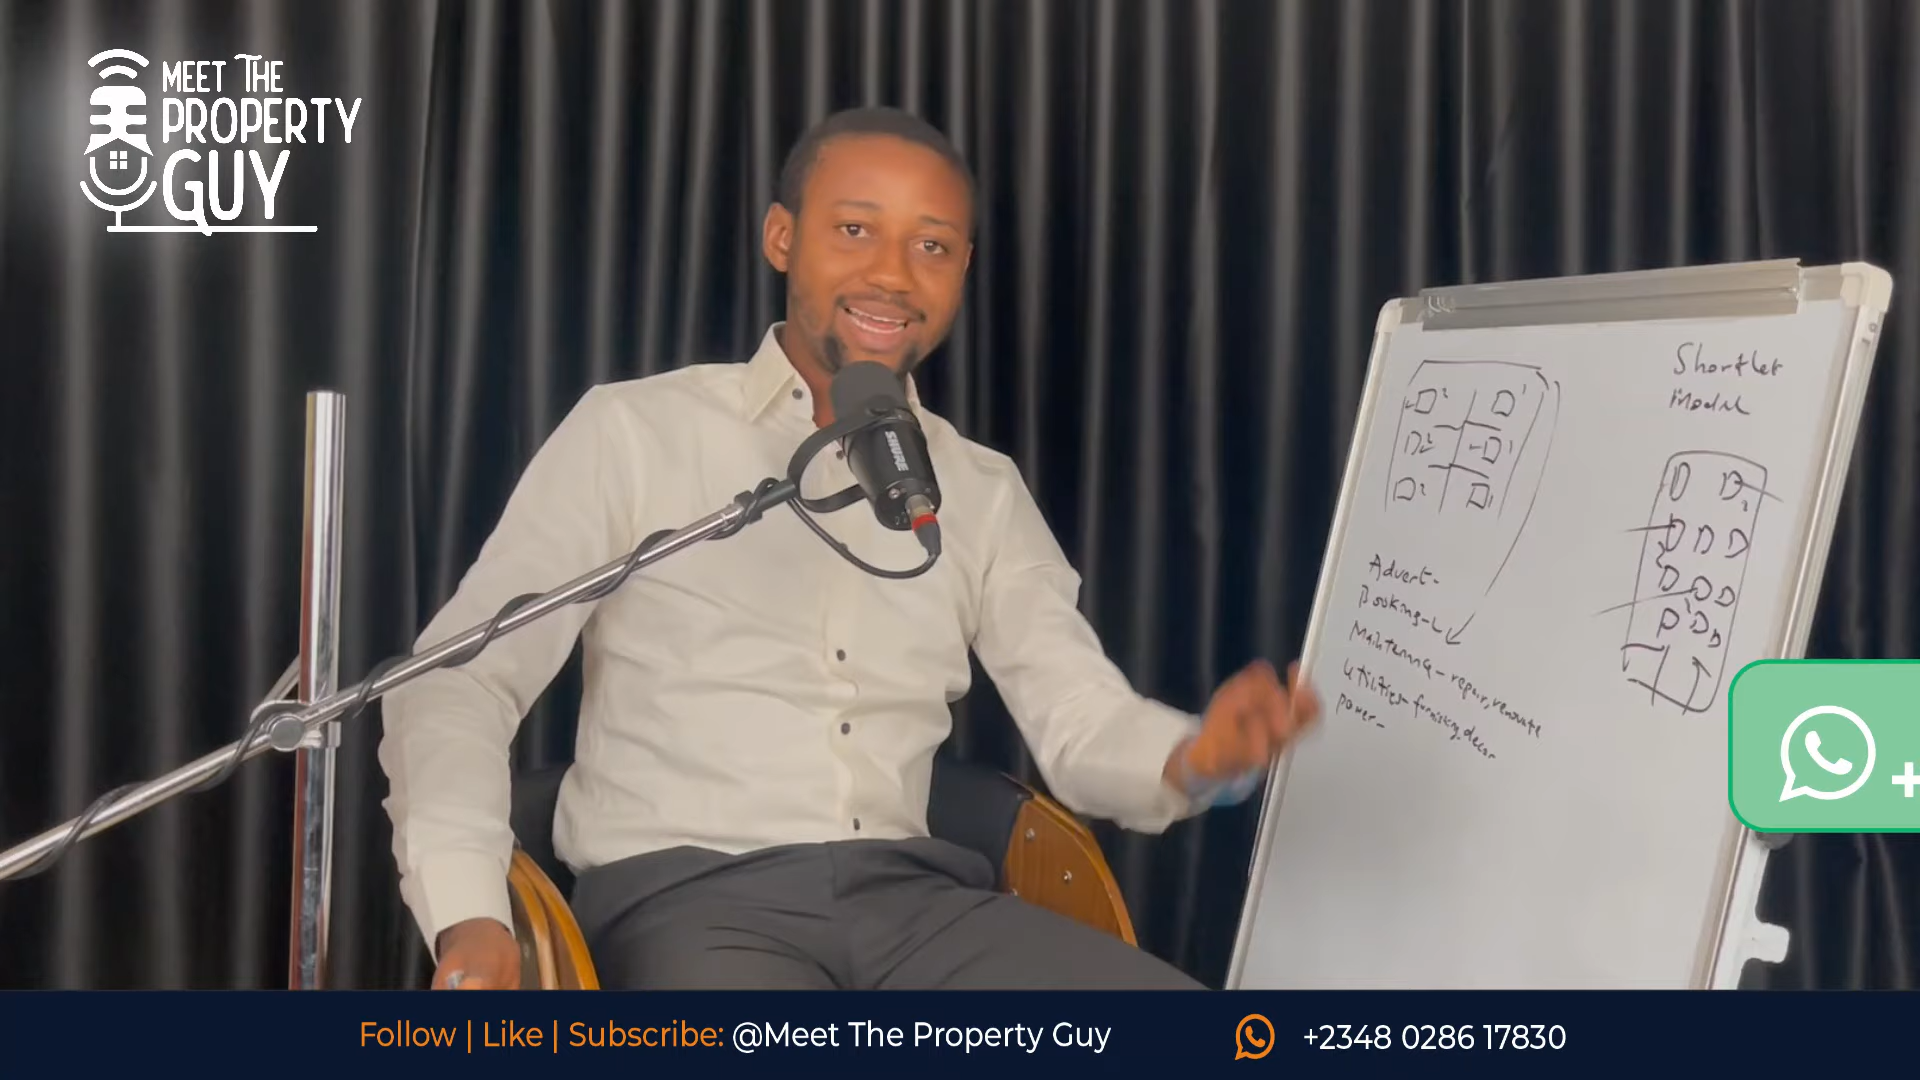 MEET THE
PROPERTY
GUY
SHURE
Shortlet
Model
Advert-
Booking-
Maintenance- repair, renovate
Utilities- furnishing, decor
power-
+
Follow | Like | Subscribe: @Meet The Property Guy
+2348 0286 17830